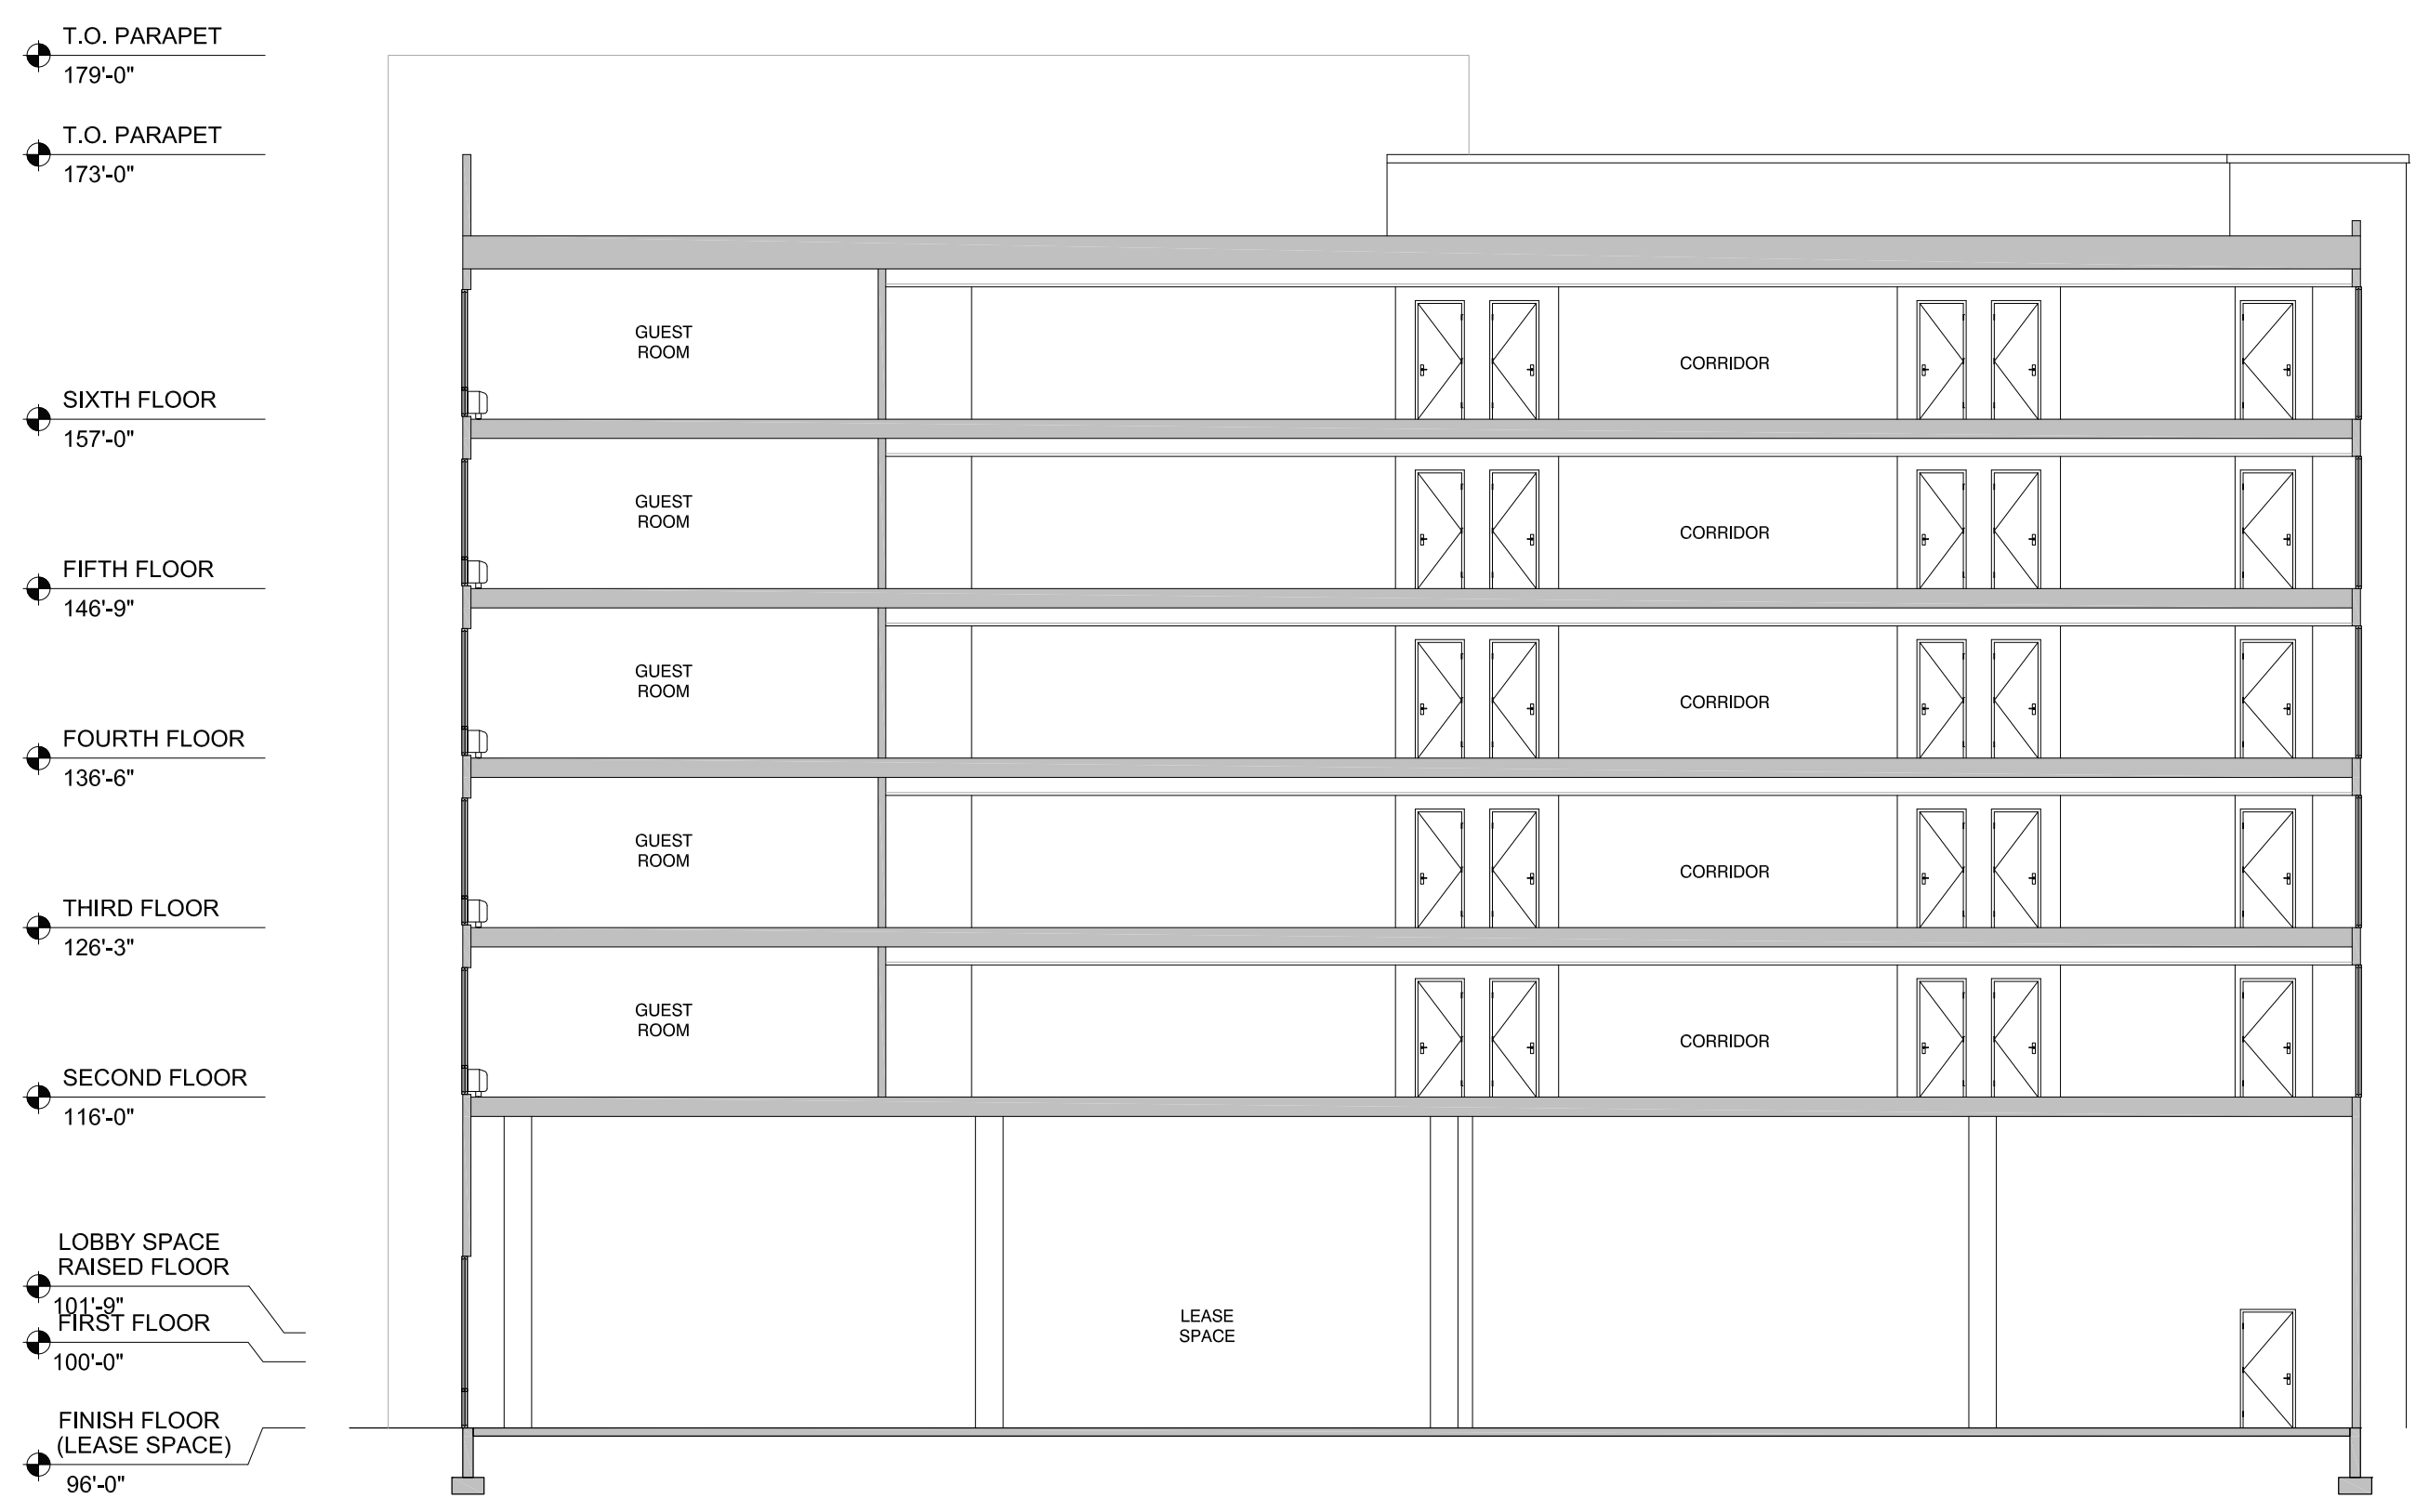 T.O. PARAPET
179'-0"
T.O. PARAPET
173'-0"
GUEST
ROOM
CORRIDOR
SIXTH FLOOR
157'-0"
GUEST
ROOM
CORRIDOR
FIFTH FLOOR
146'-9"
GUEST
ROOM
CORRIDOR
FOURTH FLOOR
136'-6"
GUEST
ROOM
CORRIDOR
THIRD FLOOR
126'-3"
GUEST
ROOM
CORRIDOR
SECOND FLOOR
116'-0"
LOBBY SPACE
RAISED FLOOR
101'-9"
FIRST FLOOR
100'-0"
LEASE
SPACE
FINISH FLOOR
(LEASE SPACE)
96'-0"